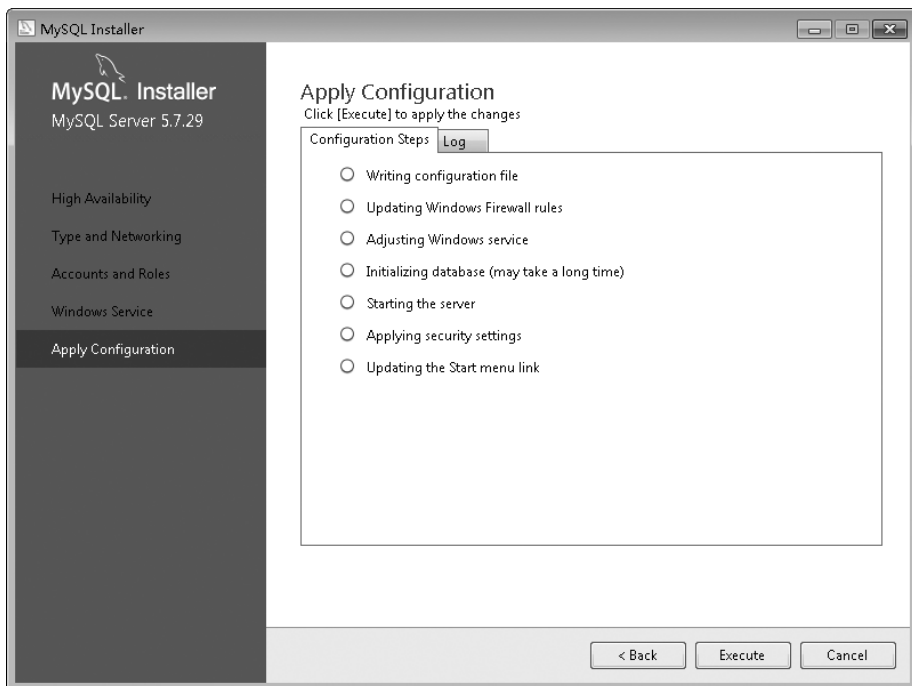 MySQL Installer
MySQL. Installer
MySQL Server 5.7.29
High Availability
Type and Networking
Accounts and Roles
Windows Service
Apply Configuration
Apply Configuration
Click [Execute] to apply the changes
Configuration Steps Log
Writing configuration file
Updating Windows Firewall rules
Adjusting Windows service
Initializing database (may take a long time)
Starting the server
Applying security settings
Updating the Start menu link
< Back Execute Cancel